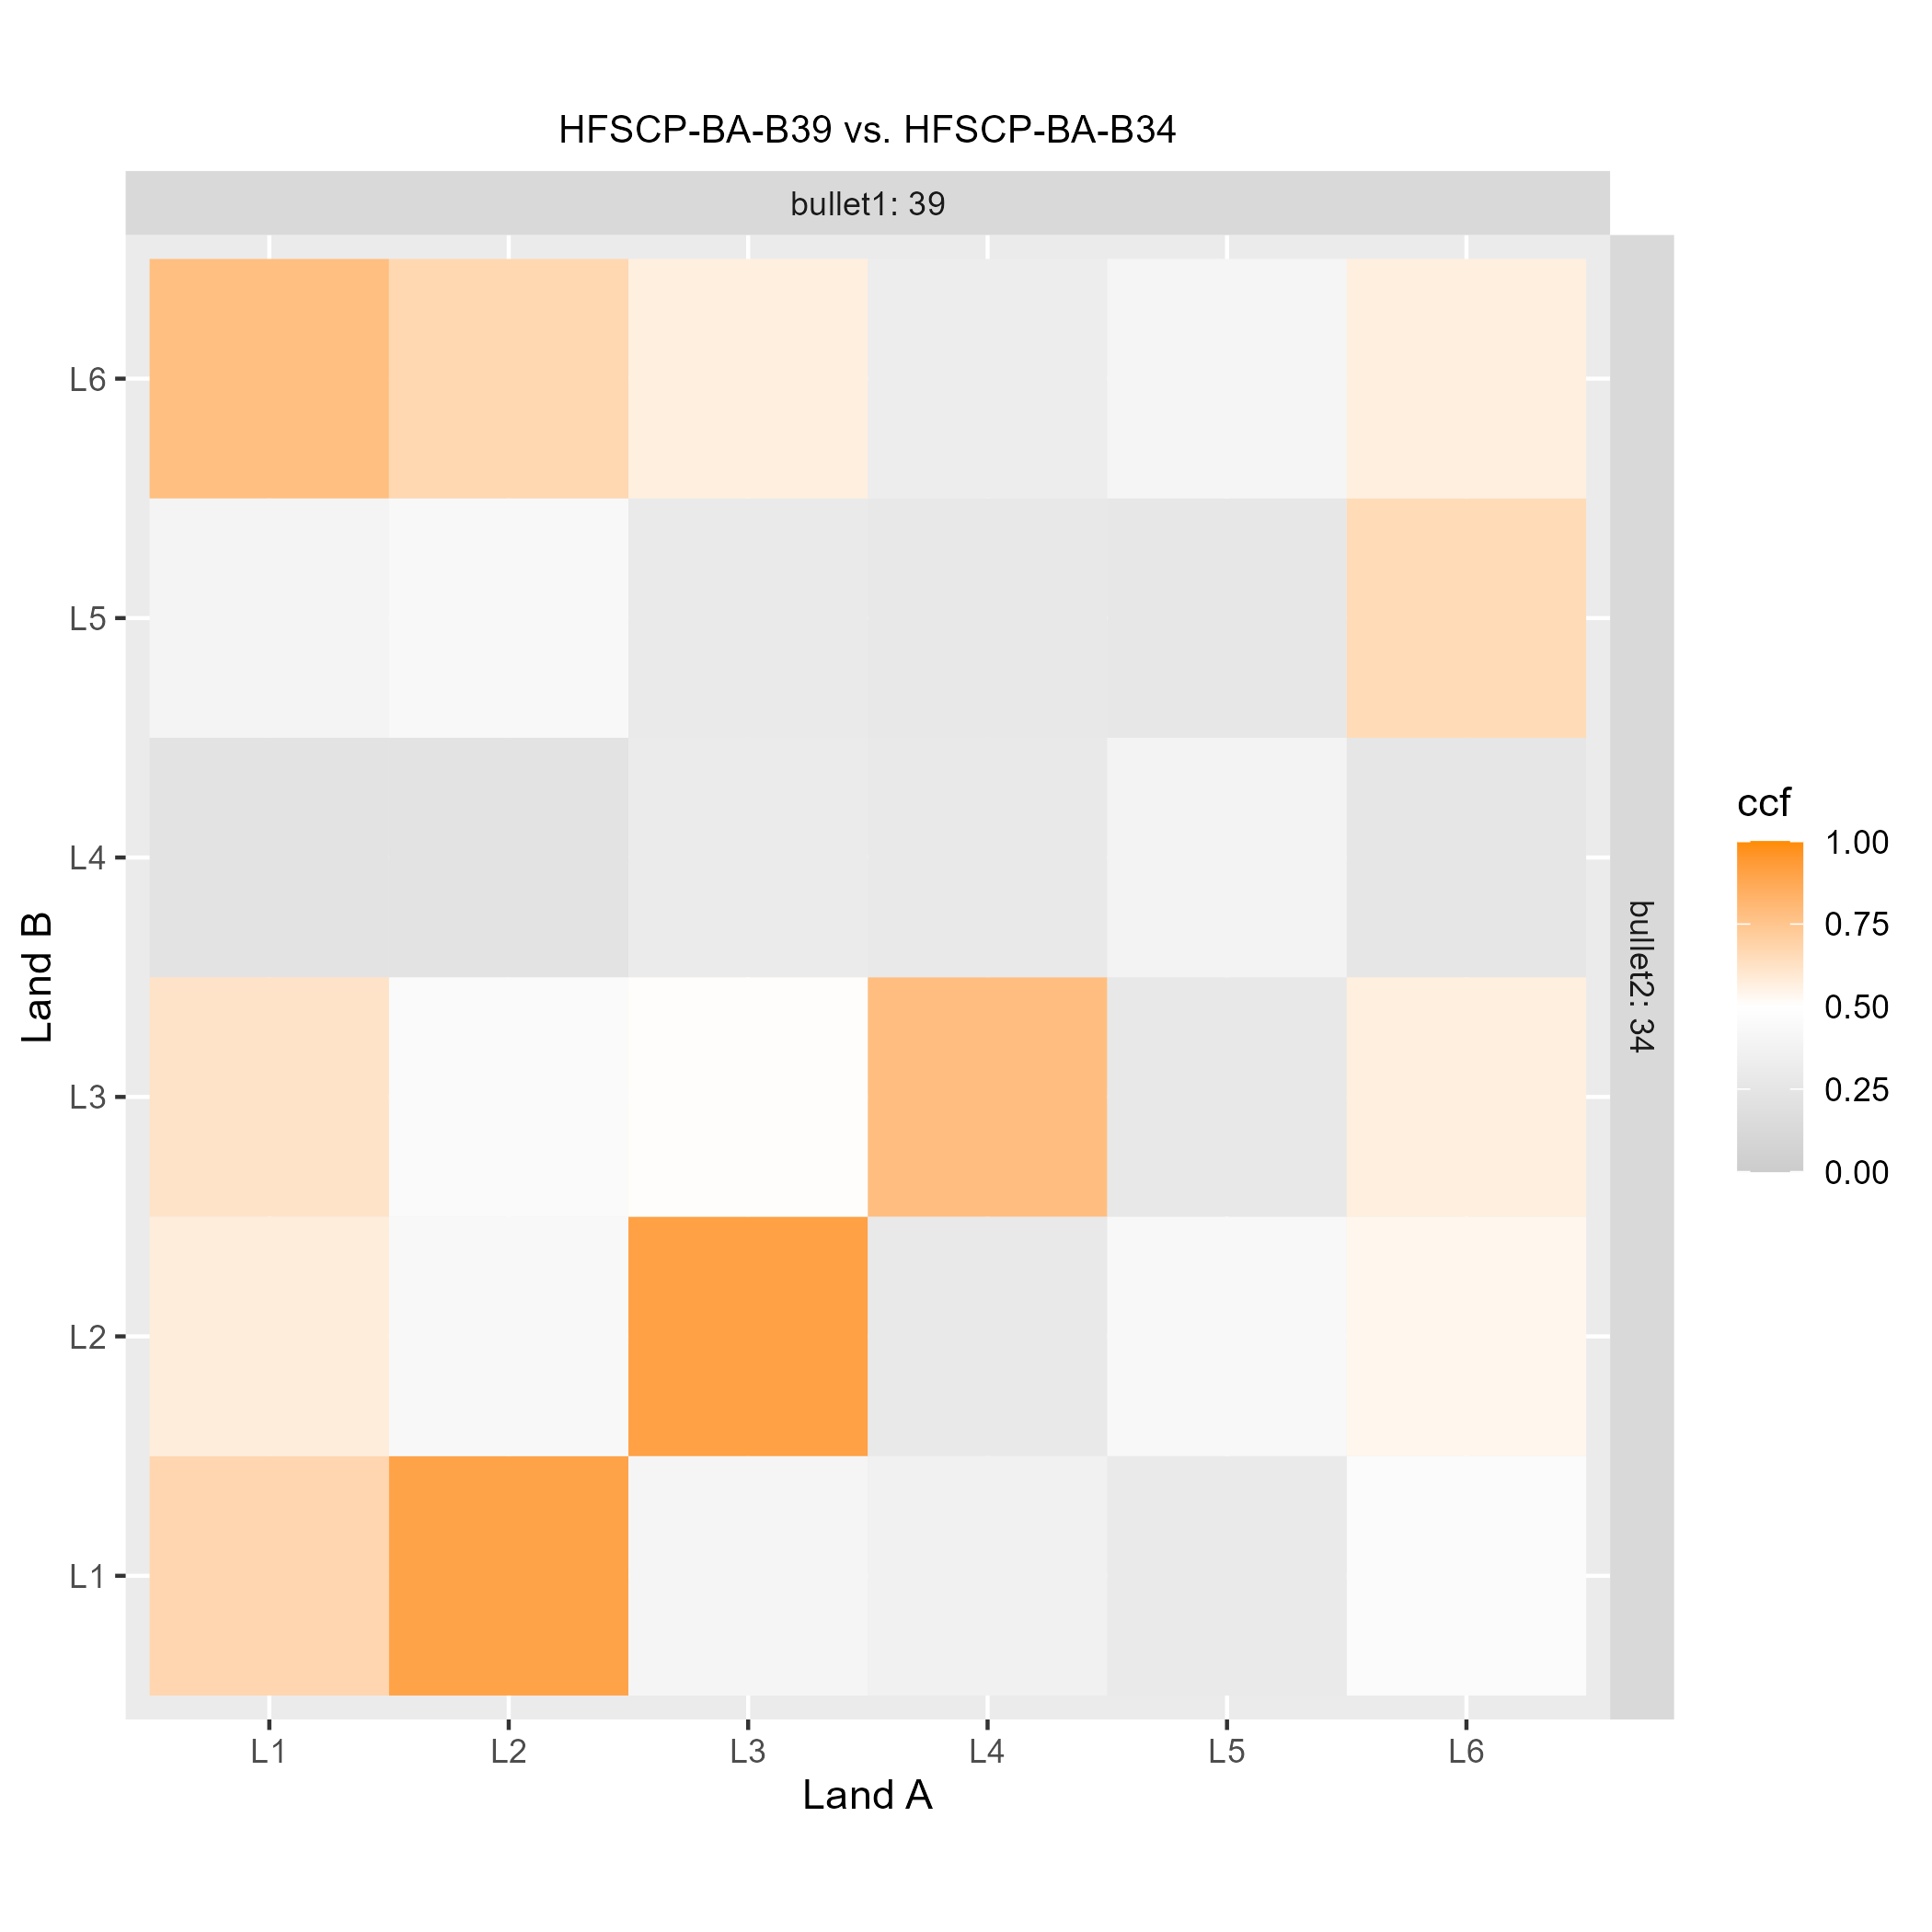 HFSCP-BA-B39 vs. HFSCP-BA-B34
bullet1: 39
L6
L5
L4
L3
L2
L1
Land B
bullet2: 34
ccf
1.00
0.75
0.50
0.25
0.00
L1 L2 L3 L4 L5 L6
Land A